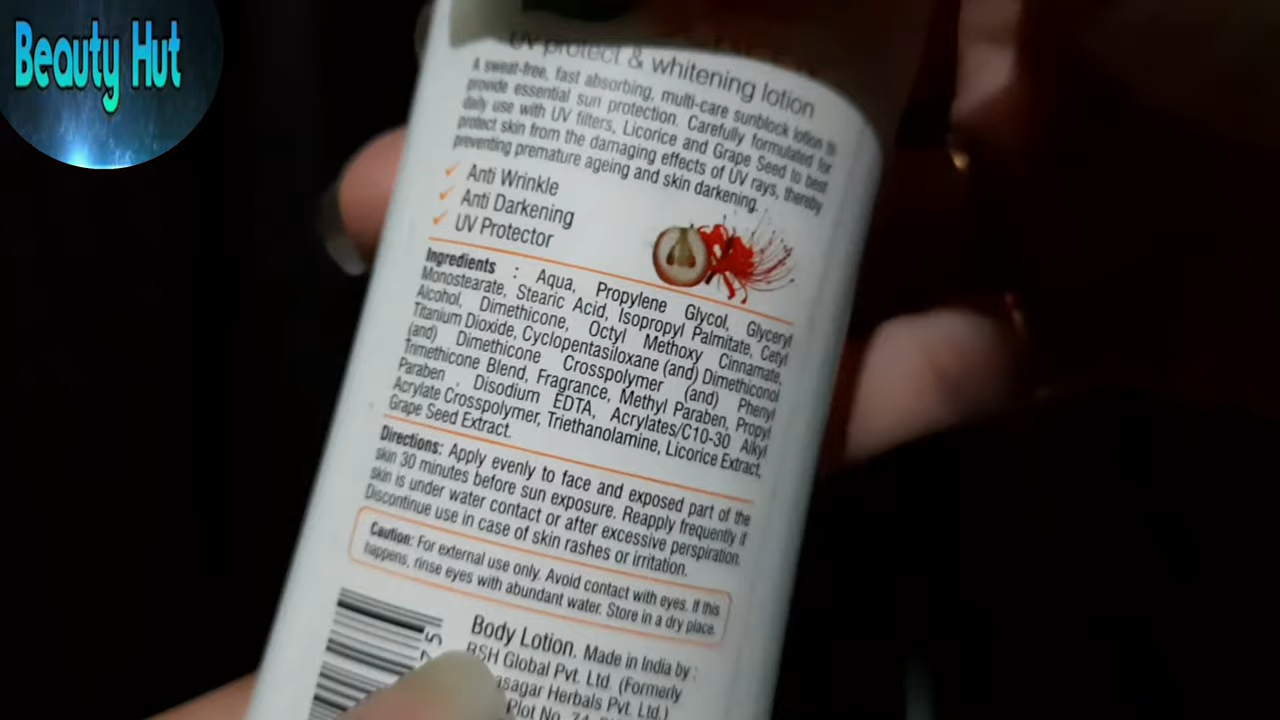 Beauty Hut
UV protect & whitening lotion
A sweat-free, fast absorbing, multi-care sunblock lotion to
provide essential sun protection. Carefully formulated for
daily use with UV filters, Licorice and Grape Seed to best
protect skin from the damaging effects of UV rays, thereby
preventing premature ageing and skin darkening.
✓ Anti Wrinkle
✓ Anti Darkening
✓ UV Protector
Ingredients : Aqua, Propylene Glycol, Glyceryl
Monostearate, Stearic Acid, Isopropyl Palmitate, Cetyl
Alcohol, Dimethicone, Octyl Methoxy Cinnamate,
Titanium Dioxide, Cyclopentasiloxane (and) Dimethiconol
(and) Dimethicone Crosspolymer (and) Phenyl
Trimethicone Blend, Fragrance, Methyl Paraben, Propyl
Paraben , Disodium EDTA, Acrylates/C10-30 Alkyl
Acrylate Crosspolymer, Triethanolamine, Licorice Extract,
Grape Seed Extract.
Directions: Apply evenly to face and exposed part of the
skin 30 minutes before sun exposure. Reapply frequently if
skin is under water contact or after excessive perspiration.
Discontinue use in case of skin rashes or irritation.
Caution: For external use only. Avoid contact with eyes. If this
happens, rinse eyes with abundant water. Store in a dry place.
Body Lotion. Made in India by :
RSH Global Pvt. Ltd. (Formerly
asagar Herbals Pvt. Ltd.)
Plot No. 74
75